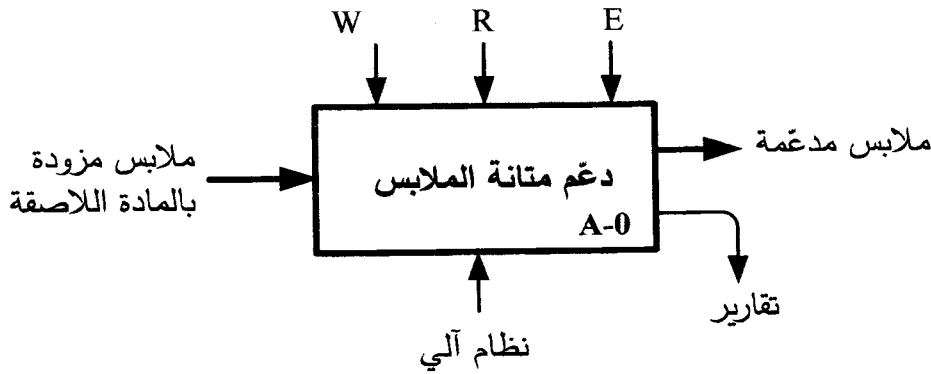 W R E
ملابس مزودة
بالمادة اللاصقة
دعّم متانة الملابس
A-0
ملابس مدعّمة
تقارير
نظام آلي